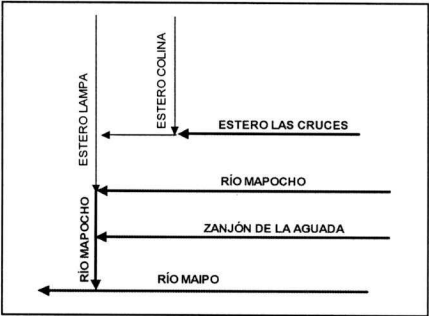 ESTERO LAMPA
ESTERO COLINA
ESTERO LAS CRUCES
RÍO MAPOCHO
RÍO MAPOCHO
ZANJÓN DE LA AGUADA
RÍO MAIPO